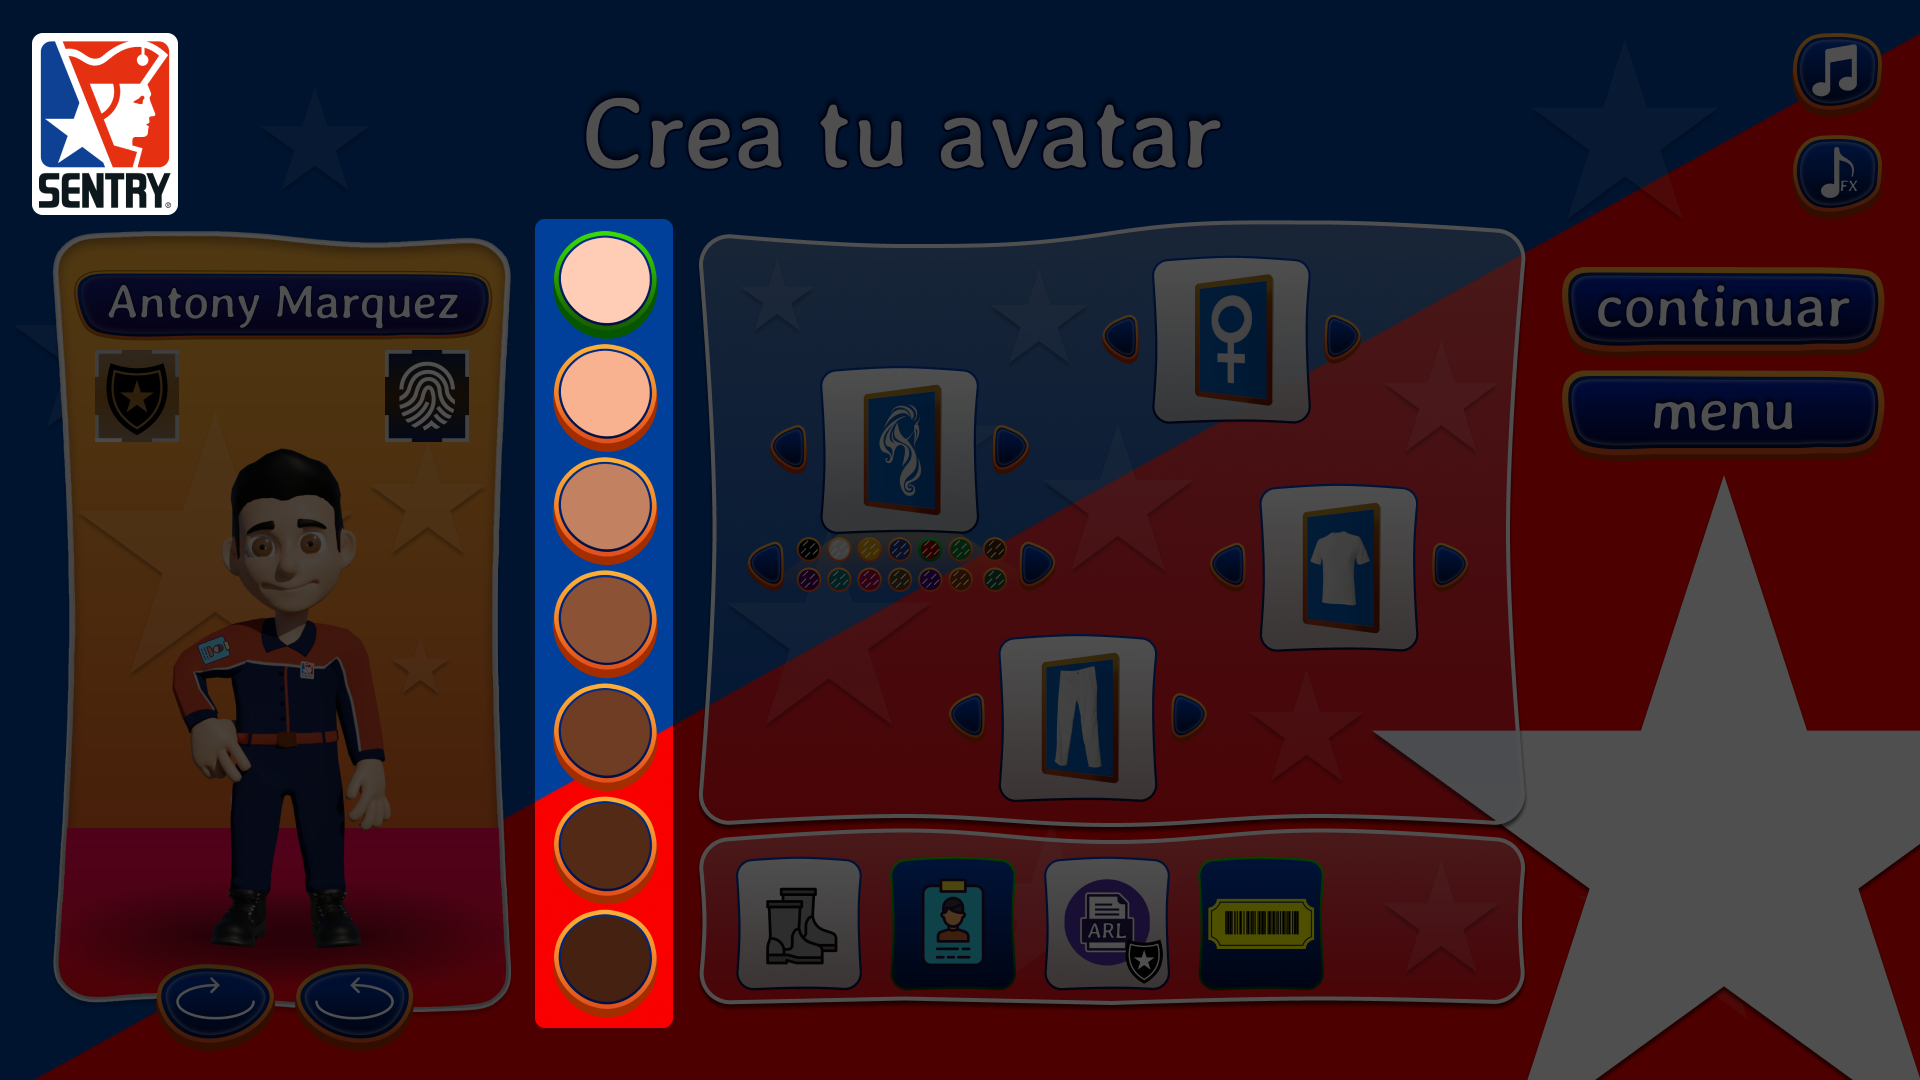 SENTRY®
Crea tu avatar
FX
Antony Marquez
continuar
menu
ARL